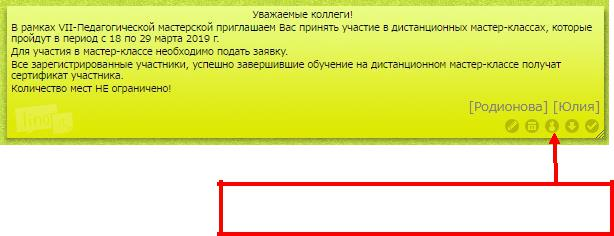 Уважаемые коллеги!
В рамках VII-Педагогической мастерской приглашаем Вас принять участие в дистанционных мастер-классах, которые
пройдут в период с 18 по 29 марта 2019 г.
Для участия в мастер-классе необходимо подать заявку.
Все зарегистрированные участники, успешно завершившие обучение на дистанционном мастер-классе получат
сертификат участника.
Количество мест НЕ ограничено!
[Родионова] [Юлия]
lino it